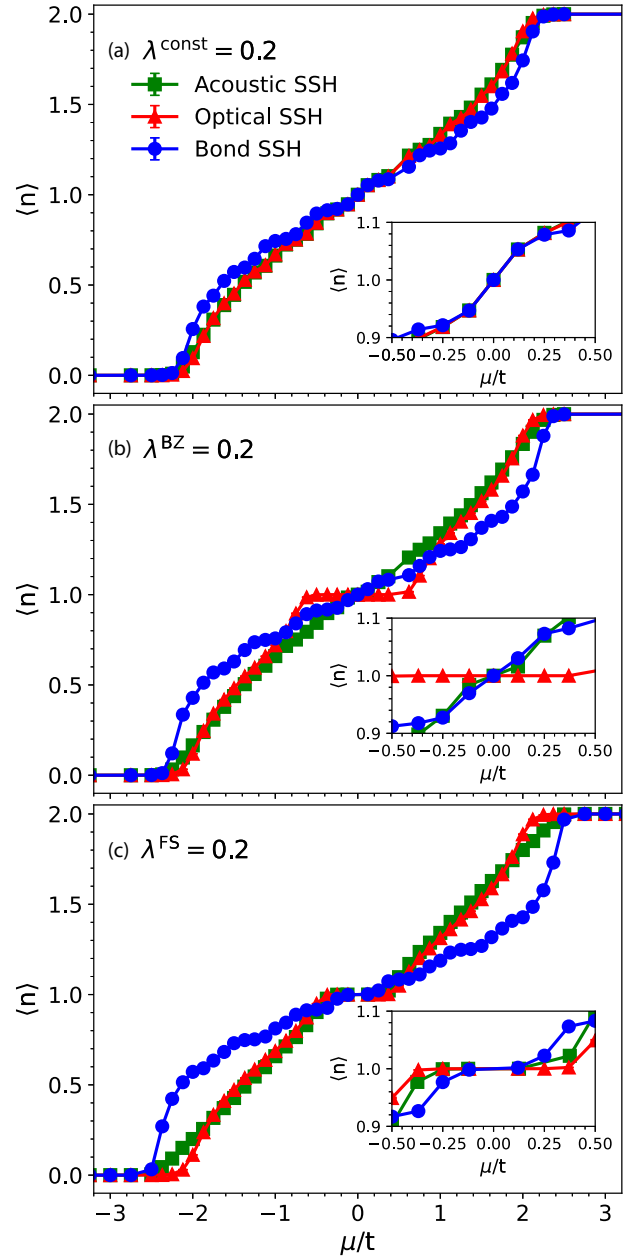 (a) λ^const = 0.2
Acoustic SSH
Optical SSH
Bond SSH
⟨n⟩
2.0
1.5
1.0
0.5
0.0
⟨n⟩
1.1
1.0
0.9
−0.50 −0.25 0.00 0.25 0.50
μ/t
(b) λ^BZ = 0.2
⟨n⟩
2.0
1.5
1.0
0.5
0.0
⟨n⟩
1.1
1.0
0.9
−0.50 −0.25 0.00 0.25 0.50
μ/t
(c) λ^FS = 0.2
⟨n⟩
2.0
1.5
1.0
0.5
0.0
⟨n⟩
1.1
1.0
0.9
−0.50 −0.25 0.00 0.25 0.50
μ/t
−3 −2 −1 0 1 2 3
μ/t